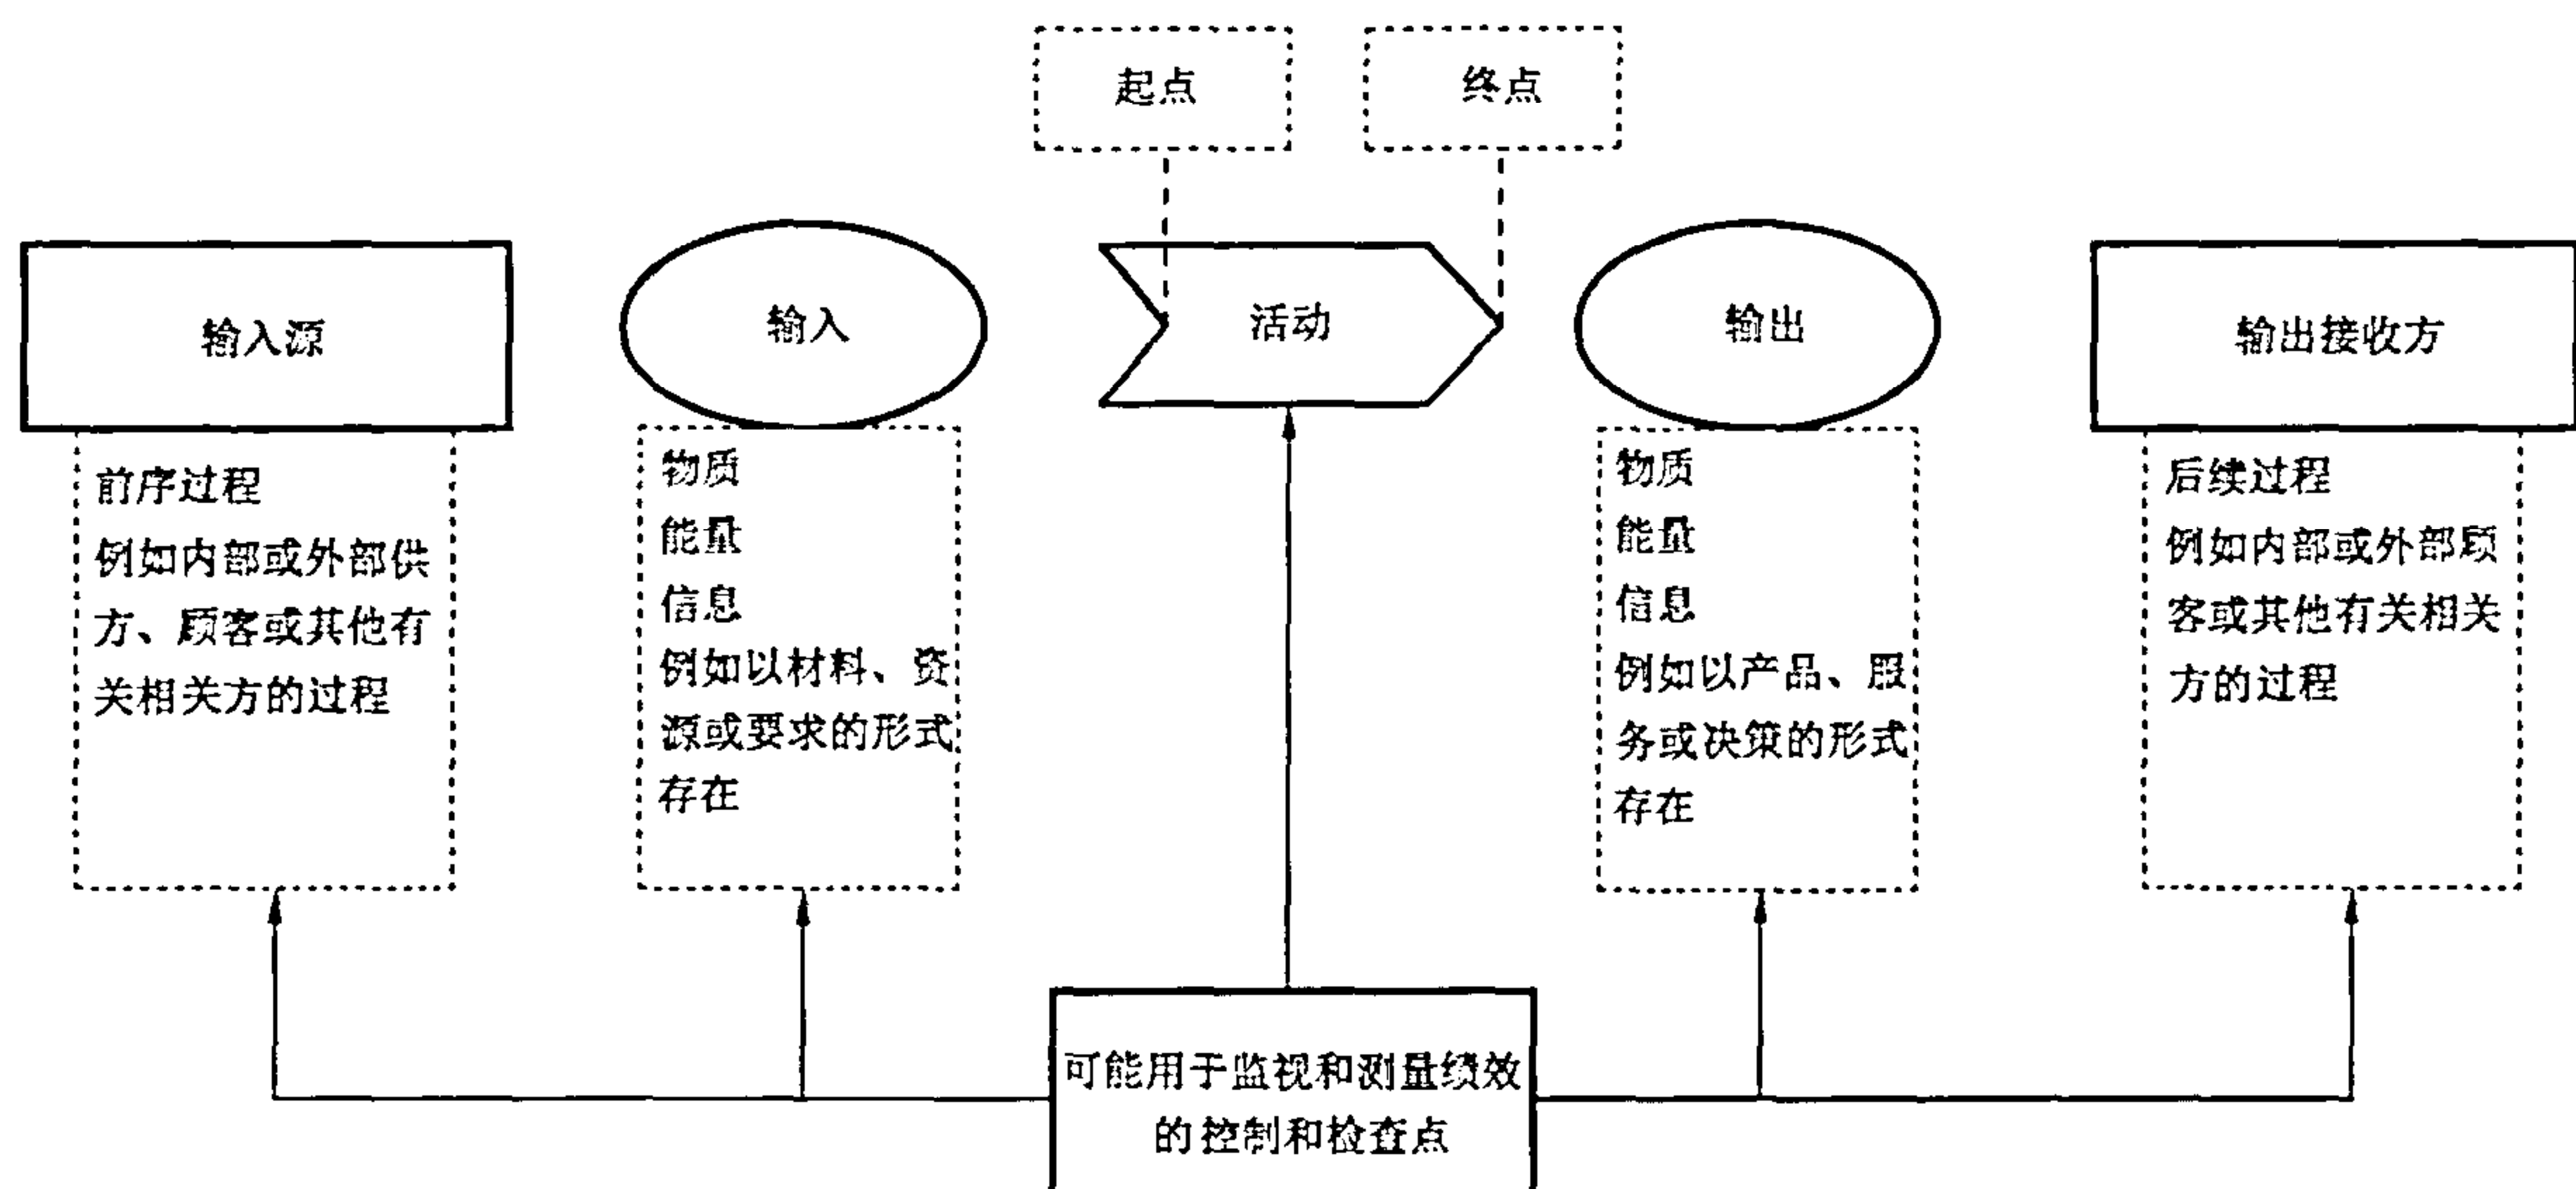 起点
终点
输入源
输入
活动
输出
输出接收方
前序过程
例如内部或外部供
方、顾客或其他有
关相关方的过程
物质
能量
信息
例如以材料、资
源或要求的形式
存在
物质
能量
信息
例如以产品、服
务或决策的形式
存在
后续过程
例如内部或外部顾
客或其他有关相关
方的过程
可能用于监视和测量绩效
的控制和检查点